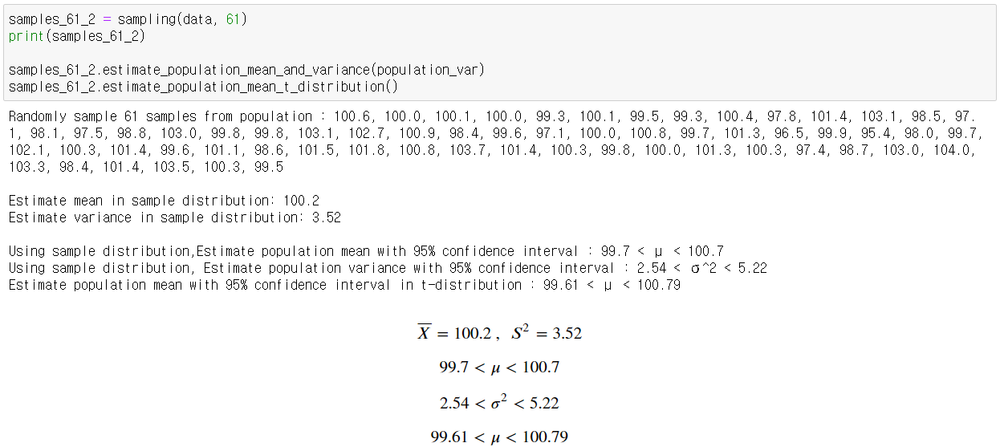 samples_61_2 = sampling(data, 61)
print(samples_61_2)
samples_61_2.estimate_population_mean_and_variance(population_var)
samples_61_2.estimate_population_mean_t_distribution()
Randomly sample 61 samples from population : 100.6, 100.0, 100.1, 100.0, 99.3, 100.1, 99.5, 99.3, 100.4, 97.8, 101.4, 103.1, 98.5, 97.
1, 98.1, 97.5, 98.8, 103.0, 99.8, 99.8, 103.1, 102.7, 100.9, 98.4, 99.6, 97.1, 100.0, 100.8, 99.7, 101.3, 96.5, 99.9, 95.4, 98.0, 99.7,
102.1, 100.3, 101.4, 99.6, 101.1, 98.6, 101.5, 101.8, 100.8, 103.7, 101.4, 100.3, 99.8, 100.0, 101.3, 100.3, 97.4, 98.7, 103.0, 104.0,
103.3, 98.4, 101.4, 103.5, 100.3, 99.5
Estimate mean in sample distribution: 100.2
Estimate variance in sample distribution: 3.52
Using sample distribution,Estimate population mean with 95% confidence interval : 99.7 < μ < 100.7
Using sample distribution, Estimate population variance with 95% confidence interval : 2.54 < σ^2 < 5.22
Estimate population mean with 95% confidence interval in t-distribution : 99.61 < μ < 100.79
X̅ = 100.2 , S² = 3.52
99.7 < μ < 100.7
2.54 < σ² < 5.22
99.61 < μ < 100.79